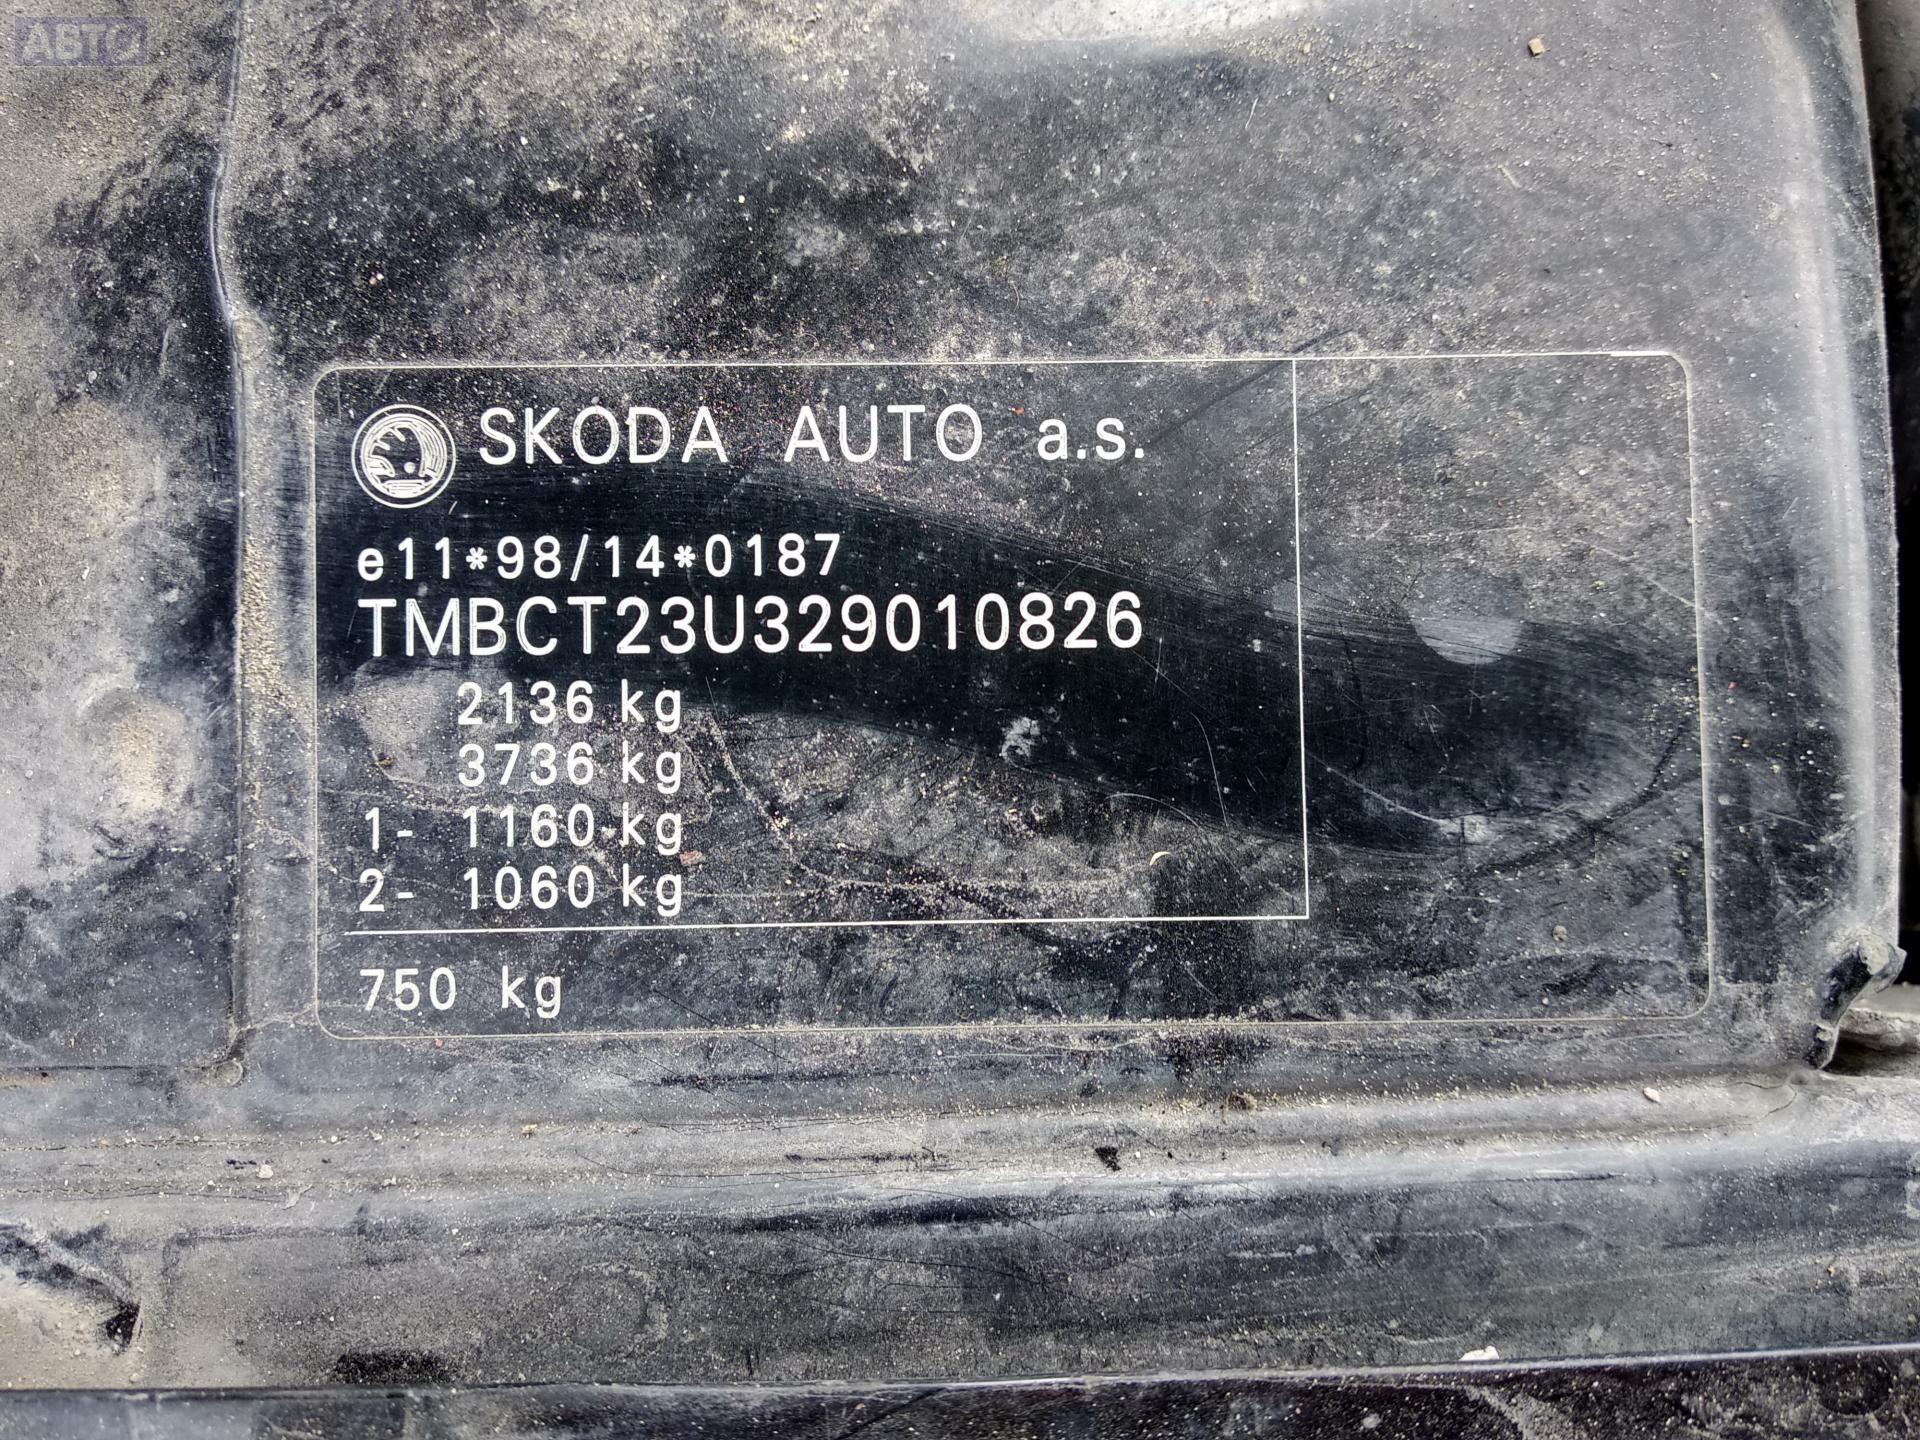 АВТО
SKODA AUTO a.s.
e11*98/14*0187
TMBCT23U329010826
2136 kg
3736 kg
1- 1160 kg
2- 1060 kg
750 kg